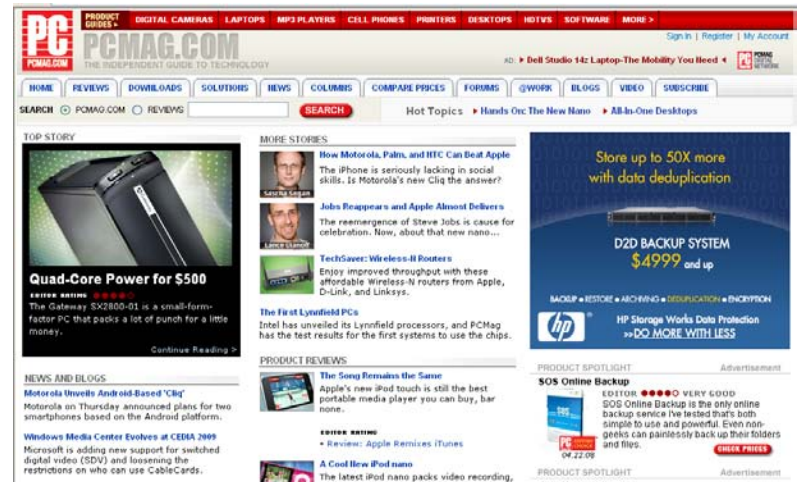 PRODUCT GUIDES
DIGITAL CAMERAS LAPTOPS MP3 PLAYERS CELL PHONES PRINTERS DESKTOPS HDTVS SOFTWARE MORE >
PC
PCMAG.COM
PCMAG.COM
THE INDEPENDENT GUIDE TO TECHNOLOGY
Sign In | Register | My Account
AD: Dell Studio 14z Laptop-The Mobility You Need
PCMAG DIGITAL NETWORK
HOME REVIEWS DOWNLOADS SOLUTIONS NEWS COLUMNS COMPARE PRICES FORUMS @WORK BLOGS VIDEO SUBSCRIBE
SEARCH PCMAG.COM REVIEWS SEARCH
Hot Topics Hands On: The New Nano All-In-One Desktops
TOP STORY
Quad-Core Power for $500
EDITOR RATING
The Gateway SX2800-01 is a small-form-
factor PC that packs a lot of punch for a little
money.
Continue Reading >
NEWS AND BLOGS
Motorola Unveils Android-Based 'Cliq'
Motorola on Thursday announced plans for two
smartphones based on the Android platform.
Windows Media Center Evolves at CEDIA 2009
Microsoft is adding new support for switched
digital video (SDV) and loosening the
restrictions on who can use CableCards.
MORE STORIES
Sascha Segan
How Motorola, Palm, and HTC Can Beat Apple
The iPhone is seriously lacking in social
skills. Is Motorola's new Cliq the answer?
Lance Ulanoff
Jobs Reappears and Apple Almost Delivers
The reemergence of Steve Jobs is cause for
celebration. Now, about that new nano...
TechSaver: Wireless-N Routers
Enjoy improved throughput with these
affordable Wireless-N routers from Apple,
D-Link, and Linksys.
The First Lynnfield PCs
Intel has unveiled its Lynnfield processors, and PCMag
has the test results for the first systems to use the chips.
PRODUCT REVIEWS
The Song Remains the Same
Apple's new iPod touch is still the best
portable media player you can buy, bar
none.
EDITOR RATING
• Review: Apple Remixes iTunes
A Cool New iPod nano
The latest iPod nano packs video recording,
Store up to 50X more
with data deduplication
D2D BACKUP SYSTEM
$4999 and up
BACKUP • RESTORE • ARCHIVING • DEDUPLICATION • ENCRYPTION
hp
HP Storage Works Data Protection
>>DO MORE WITH LESS
PRODUCT SPOTLIGHT Advertisement
SOS Online Backup
EDITOR VERY GOOD
SOS Online Backup is the only online
backup service I've tested that's both
simple to use and powerful. Even non-
geeks can painlessly back up their folders
and files.
SOS
PC
04.22.08
CHECK PRICES
PRODUCT SPOTLIGHT Advertisement